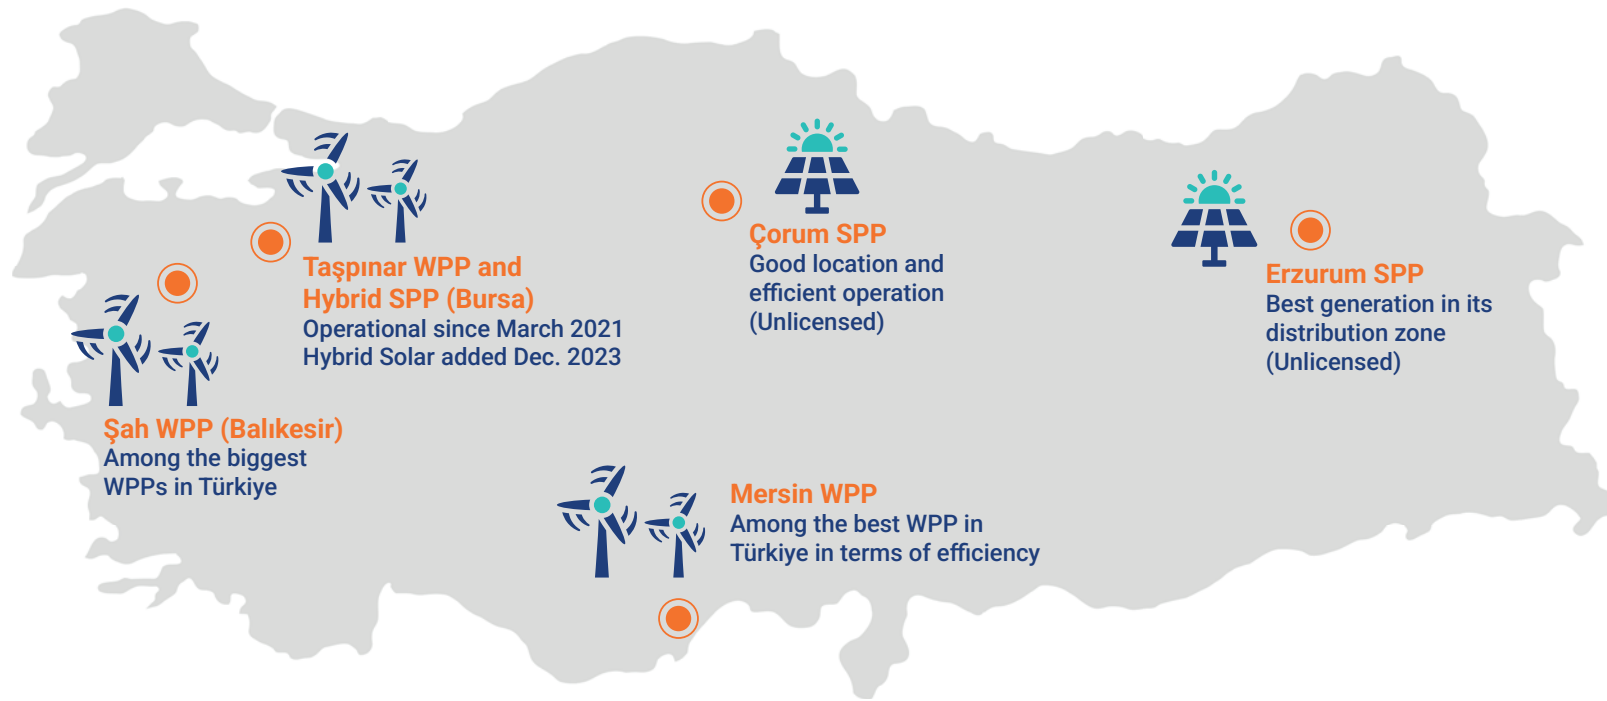 Taşpınar WPP and
Hybrid SPP (Bursa)
Operational since March 2021
Hybrid Solar added Dec. 2023
Çorum SPP
Good location and
efficient operation
(Unlicensed)
Erzurum SPP
Best generation in its
distribution zone
(Unlicensed)
Şah WPP (Balıkesir)
Among the biggest
WPPs in Türkiye
Mersin WPP
Among the best WPP in
Türkiye in terms of efficiency